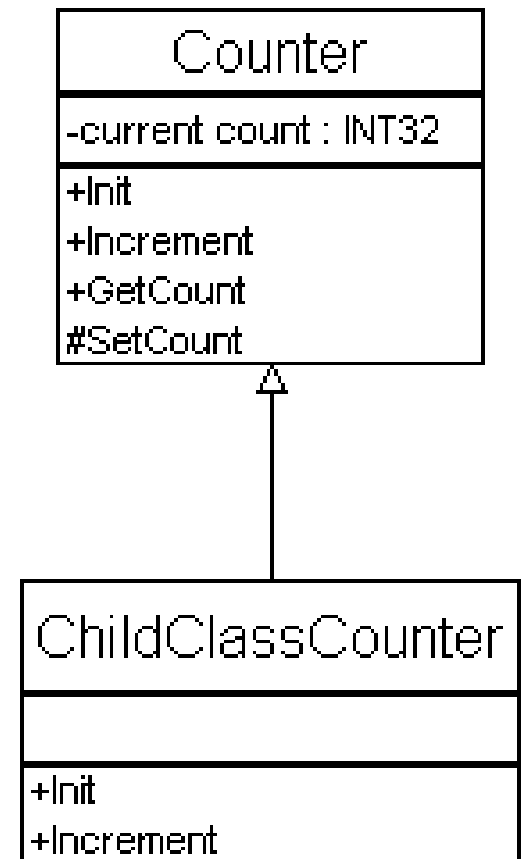 Counter
-current count : INT32
+Init
+Increment
+GetCount
#SetCount
ChildClassCounter
+Init
+Increment